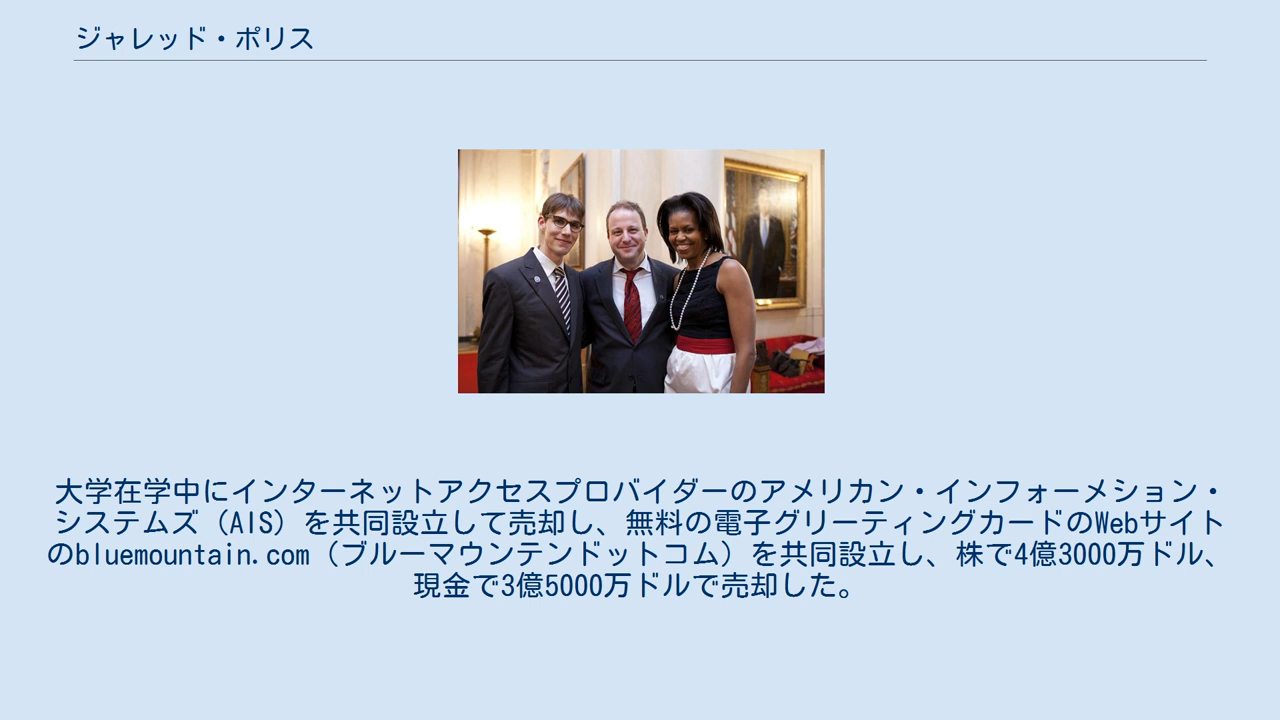 ジャレッド・ポリス
大学在学中にインターネットアクセスプロバイダーのアメリカン・インフォーメション・
システムズ（AIS）を共同設立して売却し、無料の電子グリーティングカードのWebサイト
のbluemountain.com（ブルーマウンテンドットコム）を共同設立し、株で4億3000万ドル、
現金で3億5000万ドルで売却した。